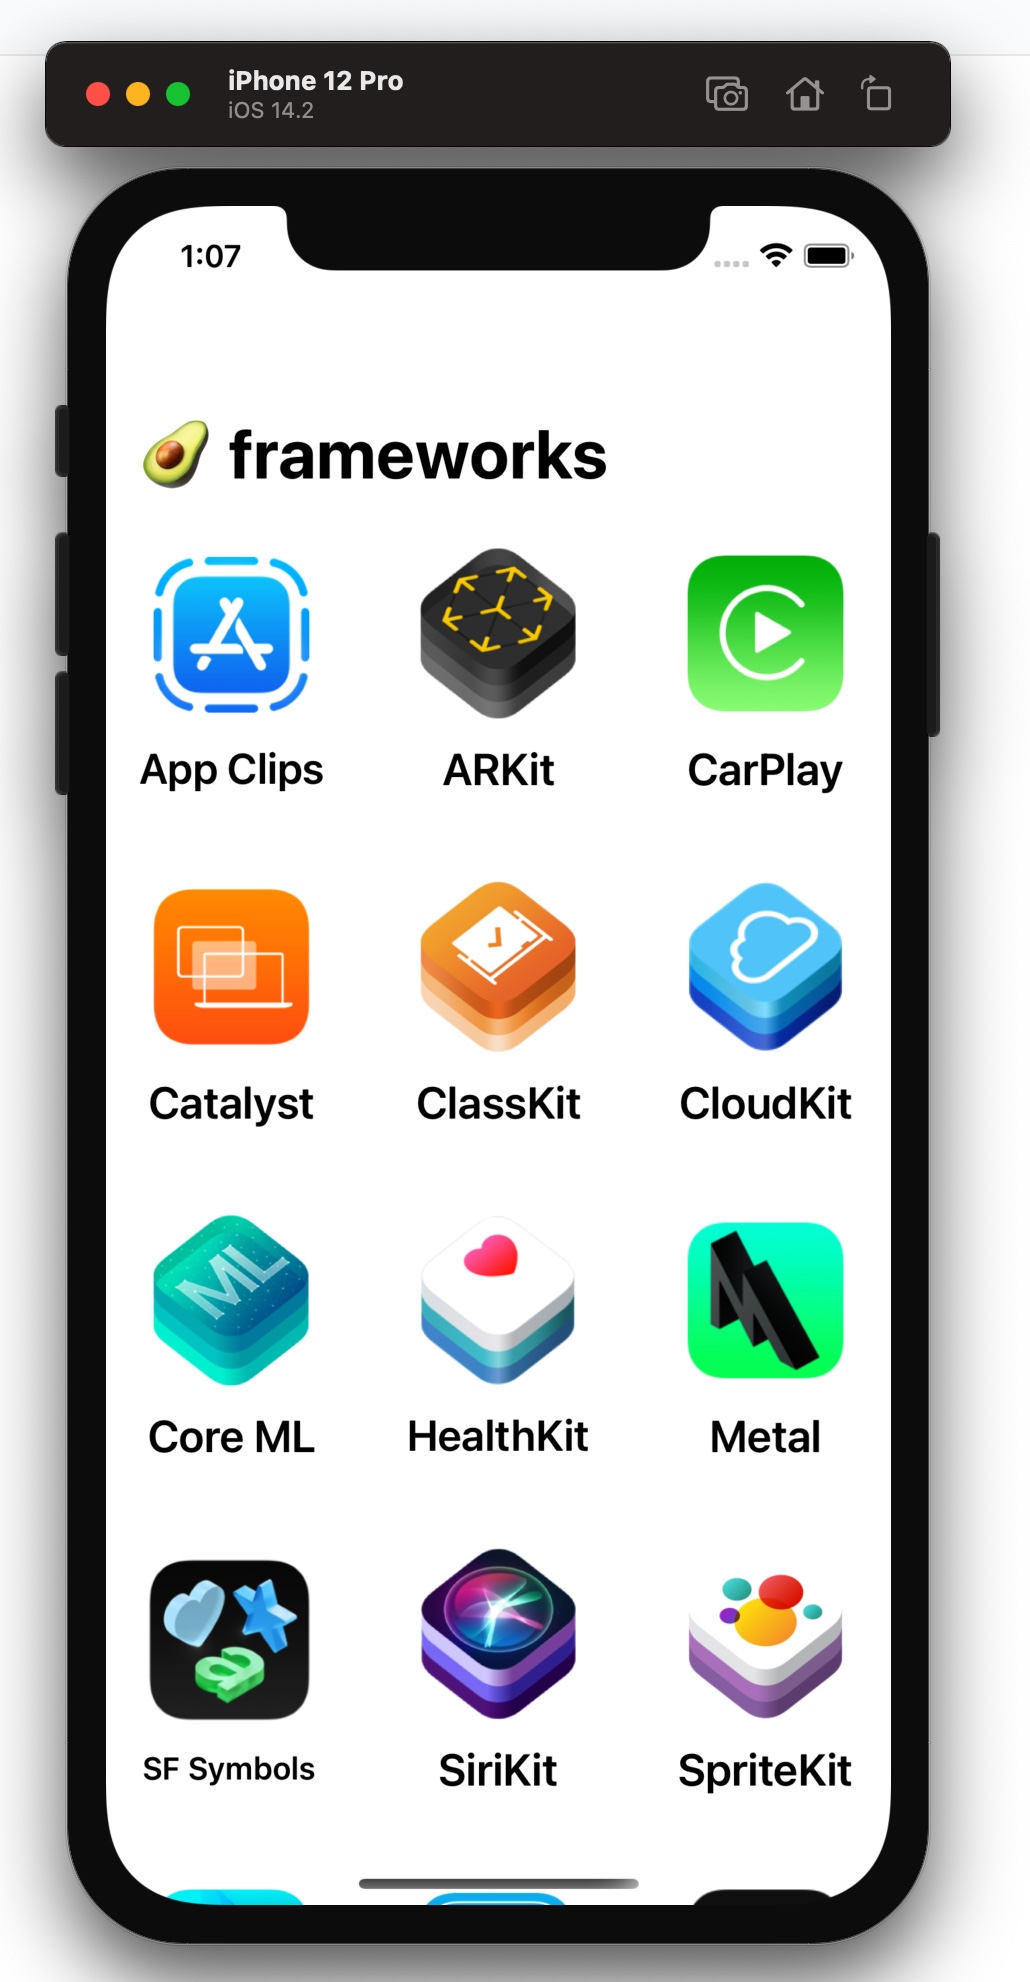 iPhone 12 Pro
iOS 14.2
1:07
🥑 frameworks
App Clips ARKit CarPlay
Catalyst ClassKit CloudKit
ML
Core ML HealthKit Metal
a
SF Symbols SiriKit SpriteKit